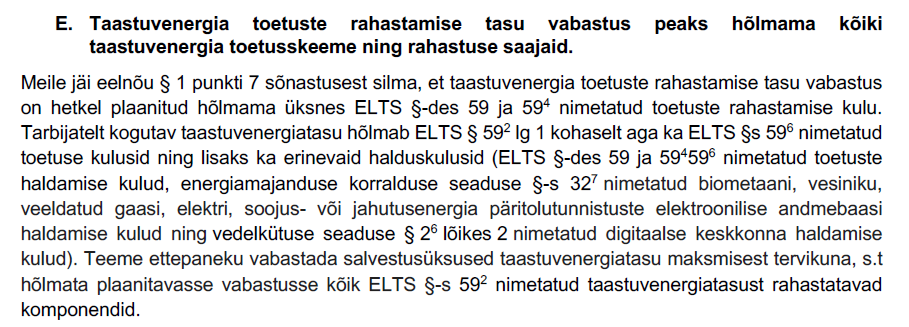 E. Taastuvenergia toetuste rahastamise tasu vabastus peaks hõlmama kõiki
taastuvenergia toetusskeeme ning rahastuse saajaid.
Meile jäi eelnõu § 1 punkti 7 sõnastusest silma, et taastuvenergia toetuste rahastamise tasu vabastus
on hetkel plaanitud hõlmama üksnes ELTS §-des 59 ja 59⁴ nimetatud toetuste rahastamise kulu.
Tarbijatelt kogutav taastuvenergiatasu hõlmab ELTS § 59² lg 1 kohaselt aga ka ELTS §s 59⁶ nimetatud
toetuse kulusid ning lisaks ka erinevaid halduskulusid (ELTS §-des 59 ja 59⁴59⁶ nimetatud toetuste
haldamise kulud, energiamajanduse korralduse seaduse §-s 32⁷ nimetatud biometaani, vesiniku,
veeldatud gaasi, elektri, soojus- või jahutusenergia päritolutunnistuste elektroonilise andmebaasi
haldamise kulud ning vedelkütuse seaduse § 2⁶ lõikes 2 nimetatud digitaalse keskkonna haldamise
kulud). Teeme ettepaneku vabastada salvestusüksused taastuvenergiatasu maksmisest tervikuna, s.t
hõlmata plaanitavasse vabastusse kõik ELTS §-s 59² nimetatud taastuvenergiatasust rahastatavad
komponendid.